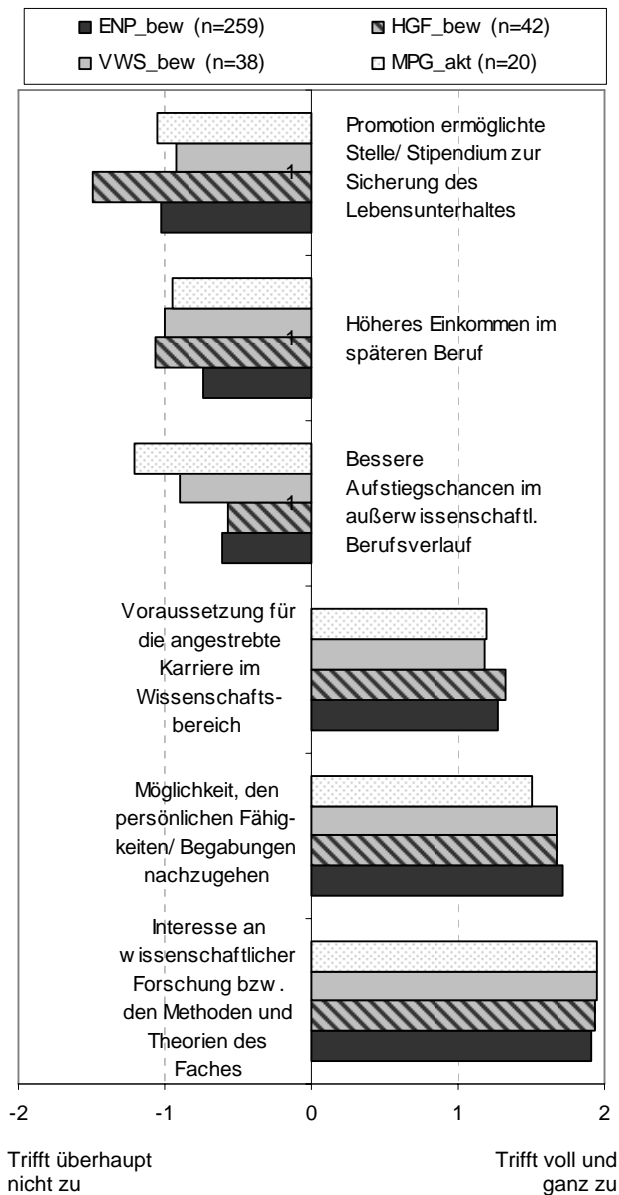 ENP_bew (n=259)
HGF_bew (n=42)
VWS_bew (n=38)
MPG_akt (n=20)
Promotion ermöglichte
Stelle/ Stipendium zur
Sicherung des
Lebensunterhaltes
1
Höheres Einkommen im
späteren Beruf
1
Bessere
Aufstiegschancen im
außerwissenschaftl.
Berufsverlauf
1
Voraussetzung für
die angestrebte
Karriere im
Wissenschafts-
bereich
Möglichkeit, den
persönlichen Fähig-
keiten/ Begabungen
nachzugehen
Interesse an
wissenschaftlicher
Forschung bzw.
den Methoden und
Theorien des
Faches
-2 -1 0 1 2
Trifft überhaupt
nicht zu
Trifft voll und
ganz zu